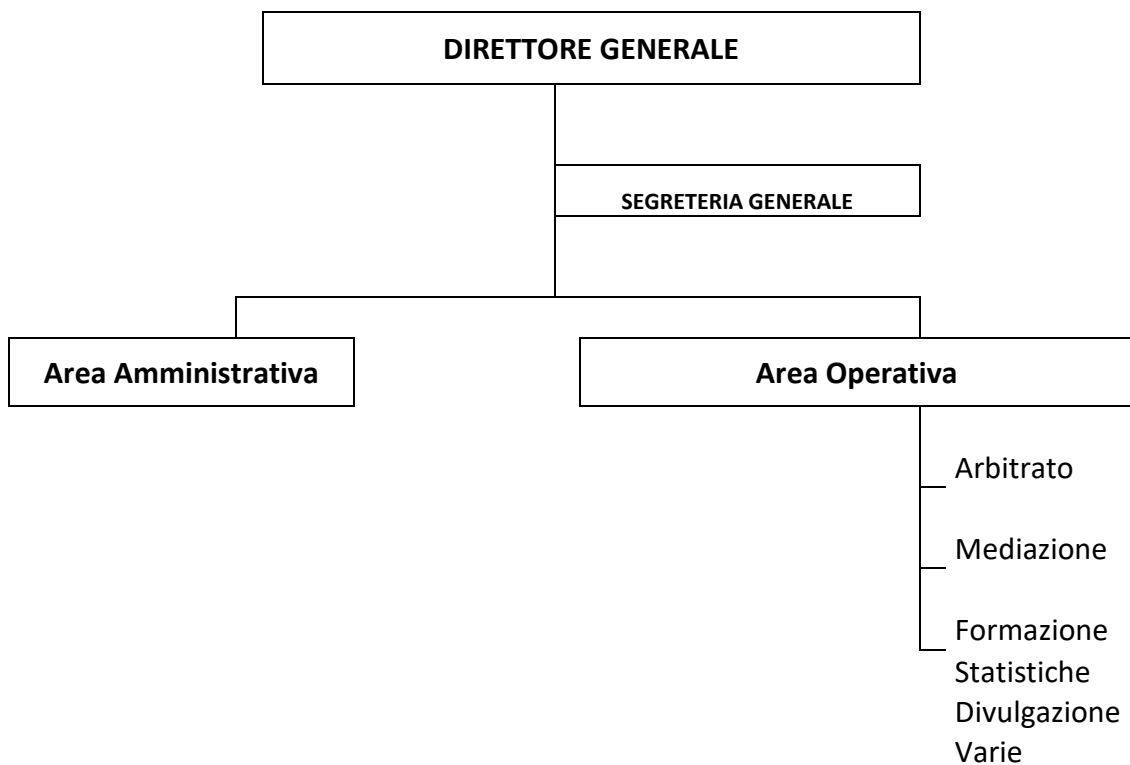 DIRETTORE GENERALE
SEGRETERIA GENERALE
Area Amministrativa
Area Operativa
Arbitrato
Mediazione
Formazione
Statistiche
Divulgazione
Varie